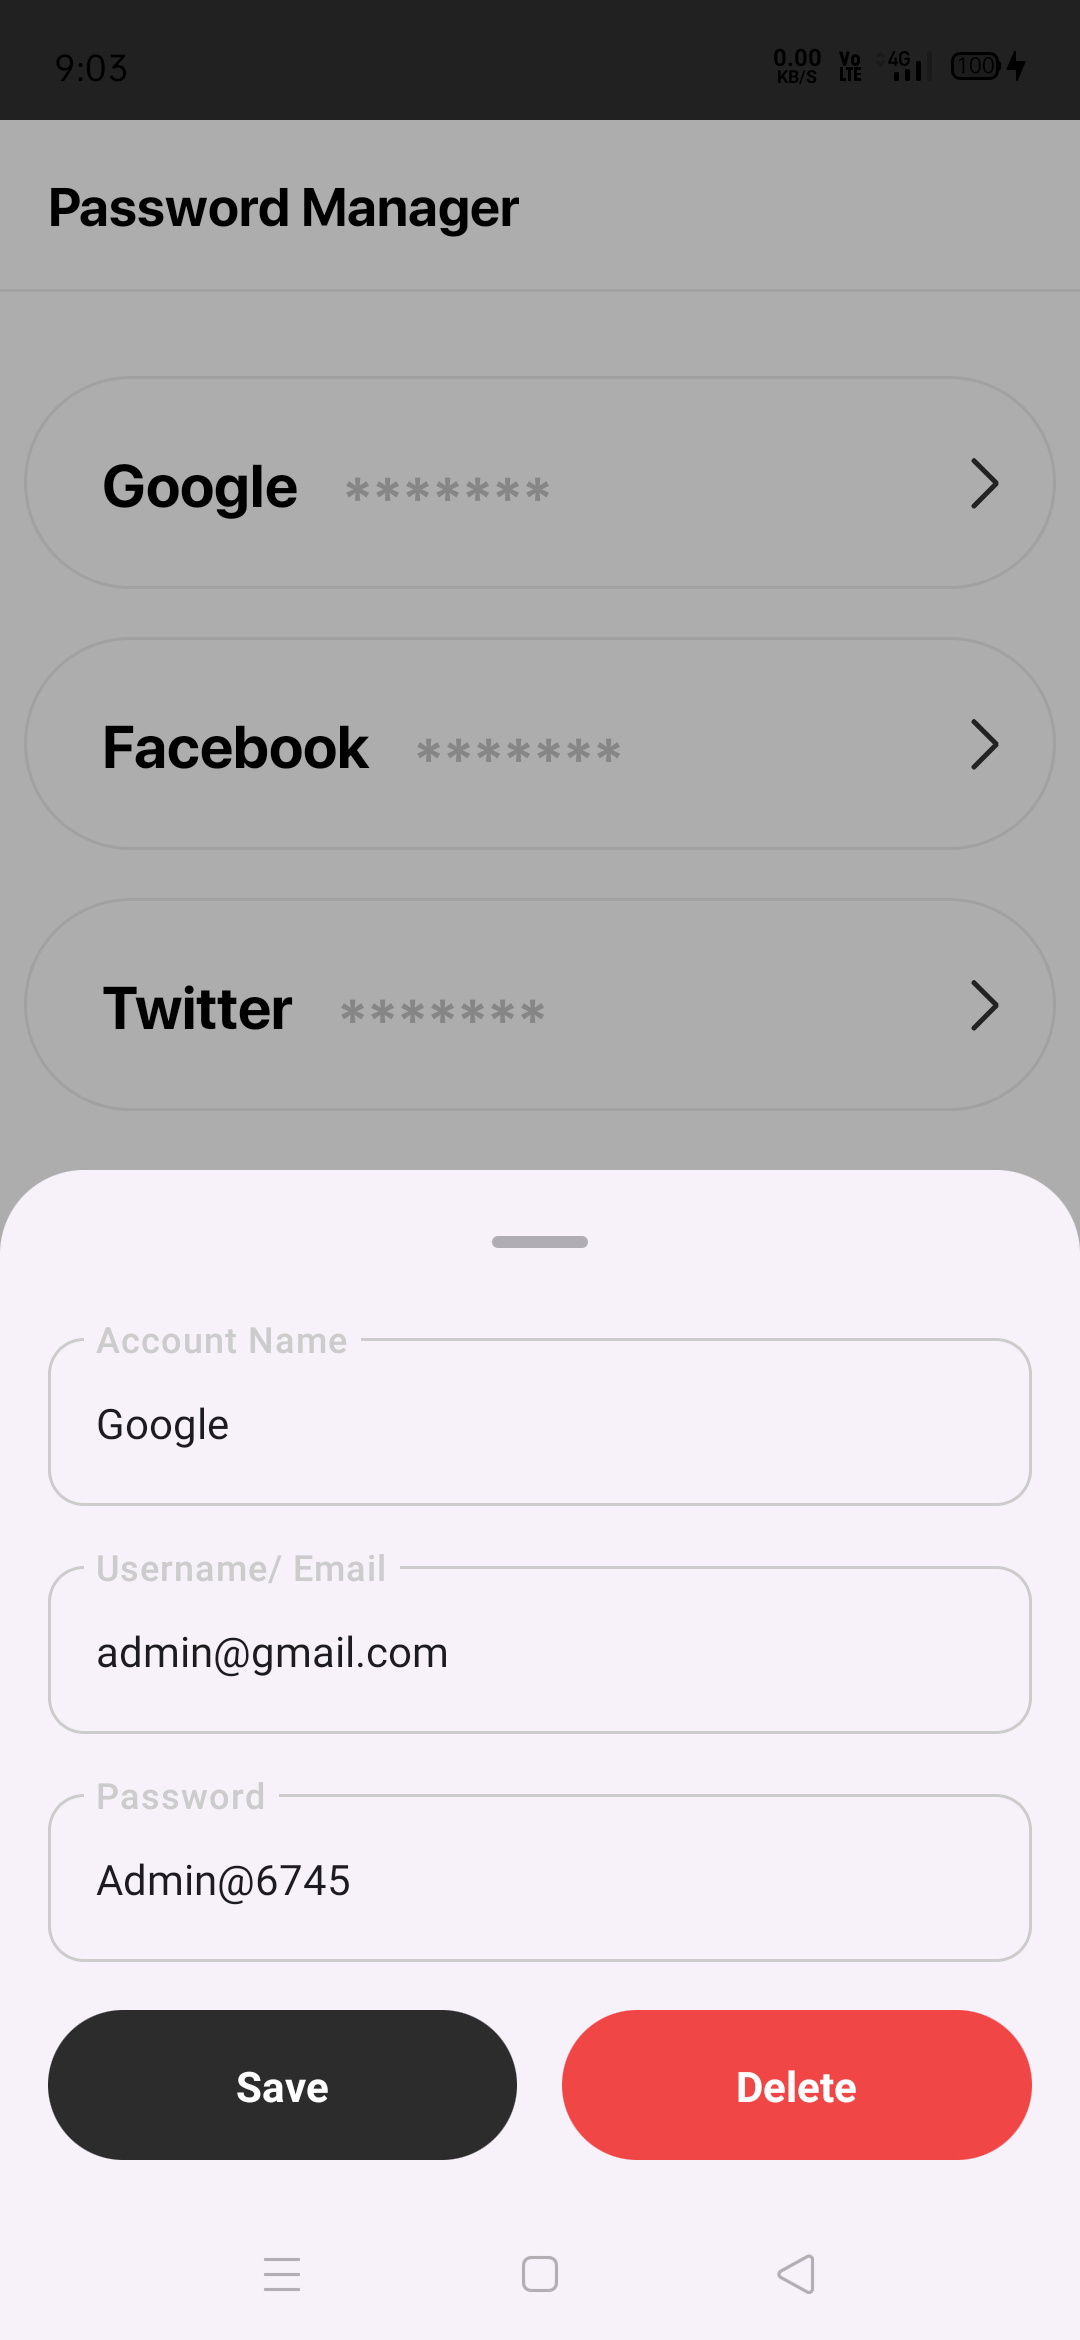 9:03 0.00 KB/S Vo LTE 4G 100
Password Manager
Google *******
Facebook *******
Twitter *******
Account Name
Google
Username/ Email
admin@gmail.com
Password
Admin@6745
Save Delete